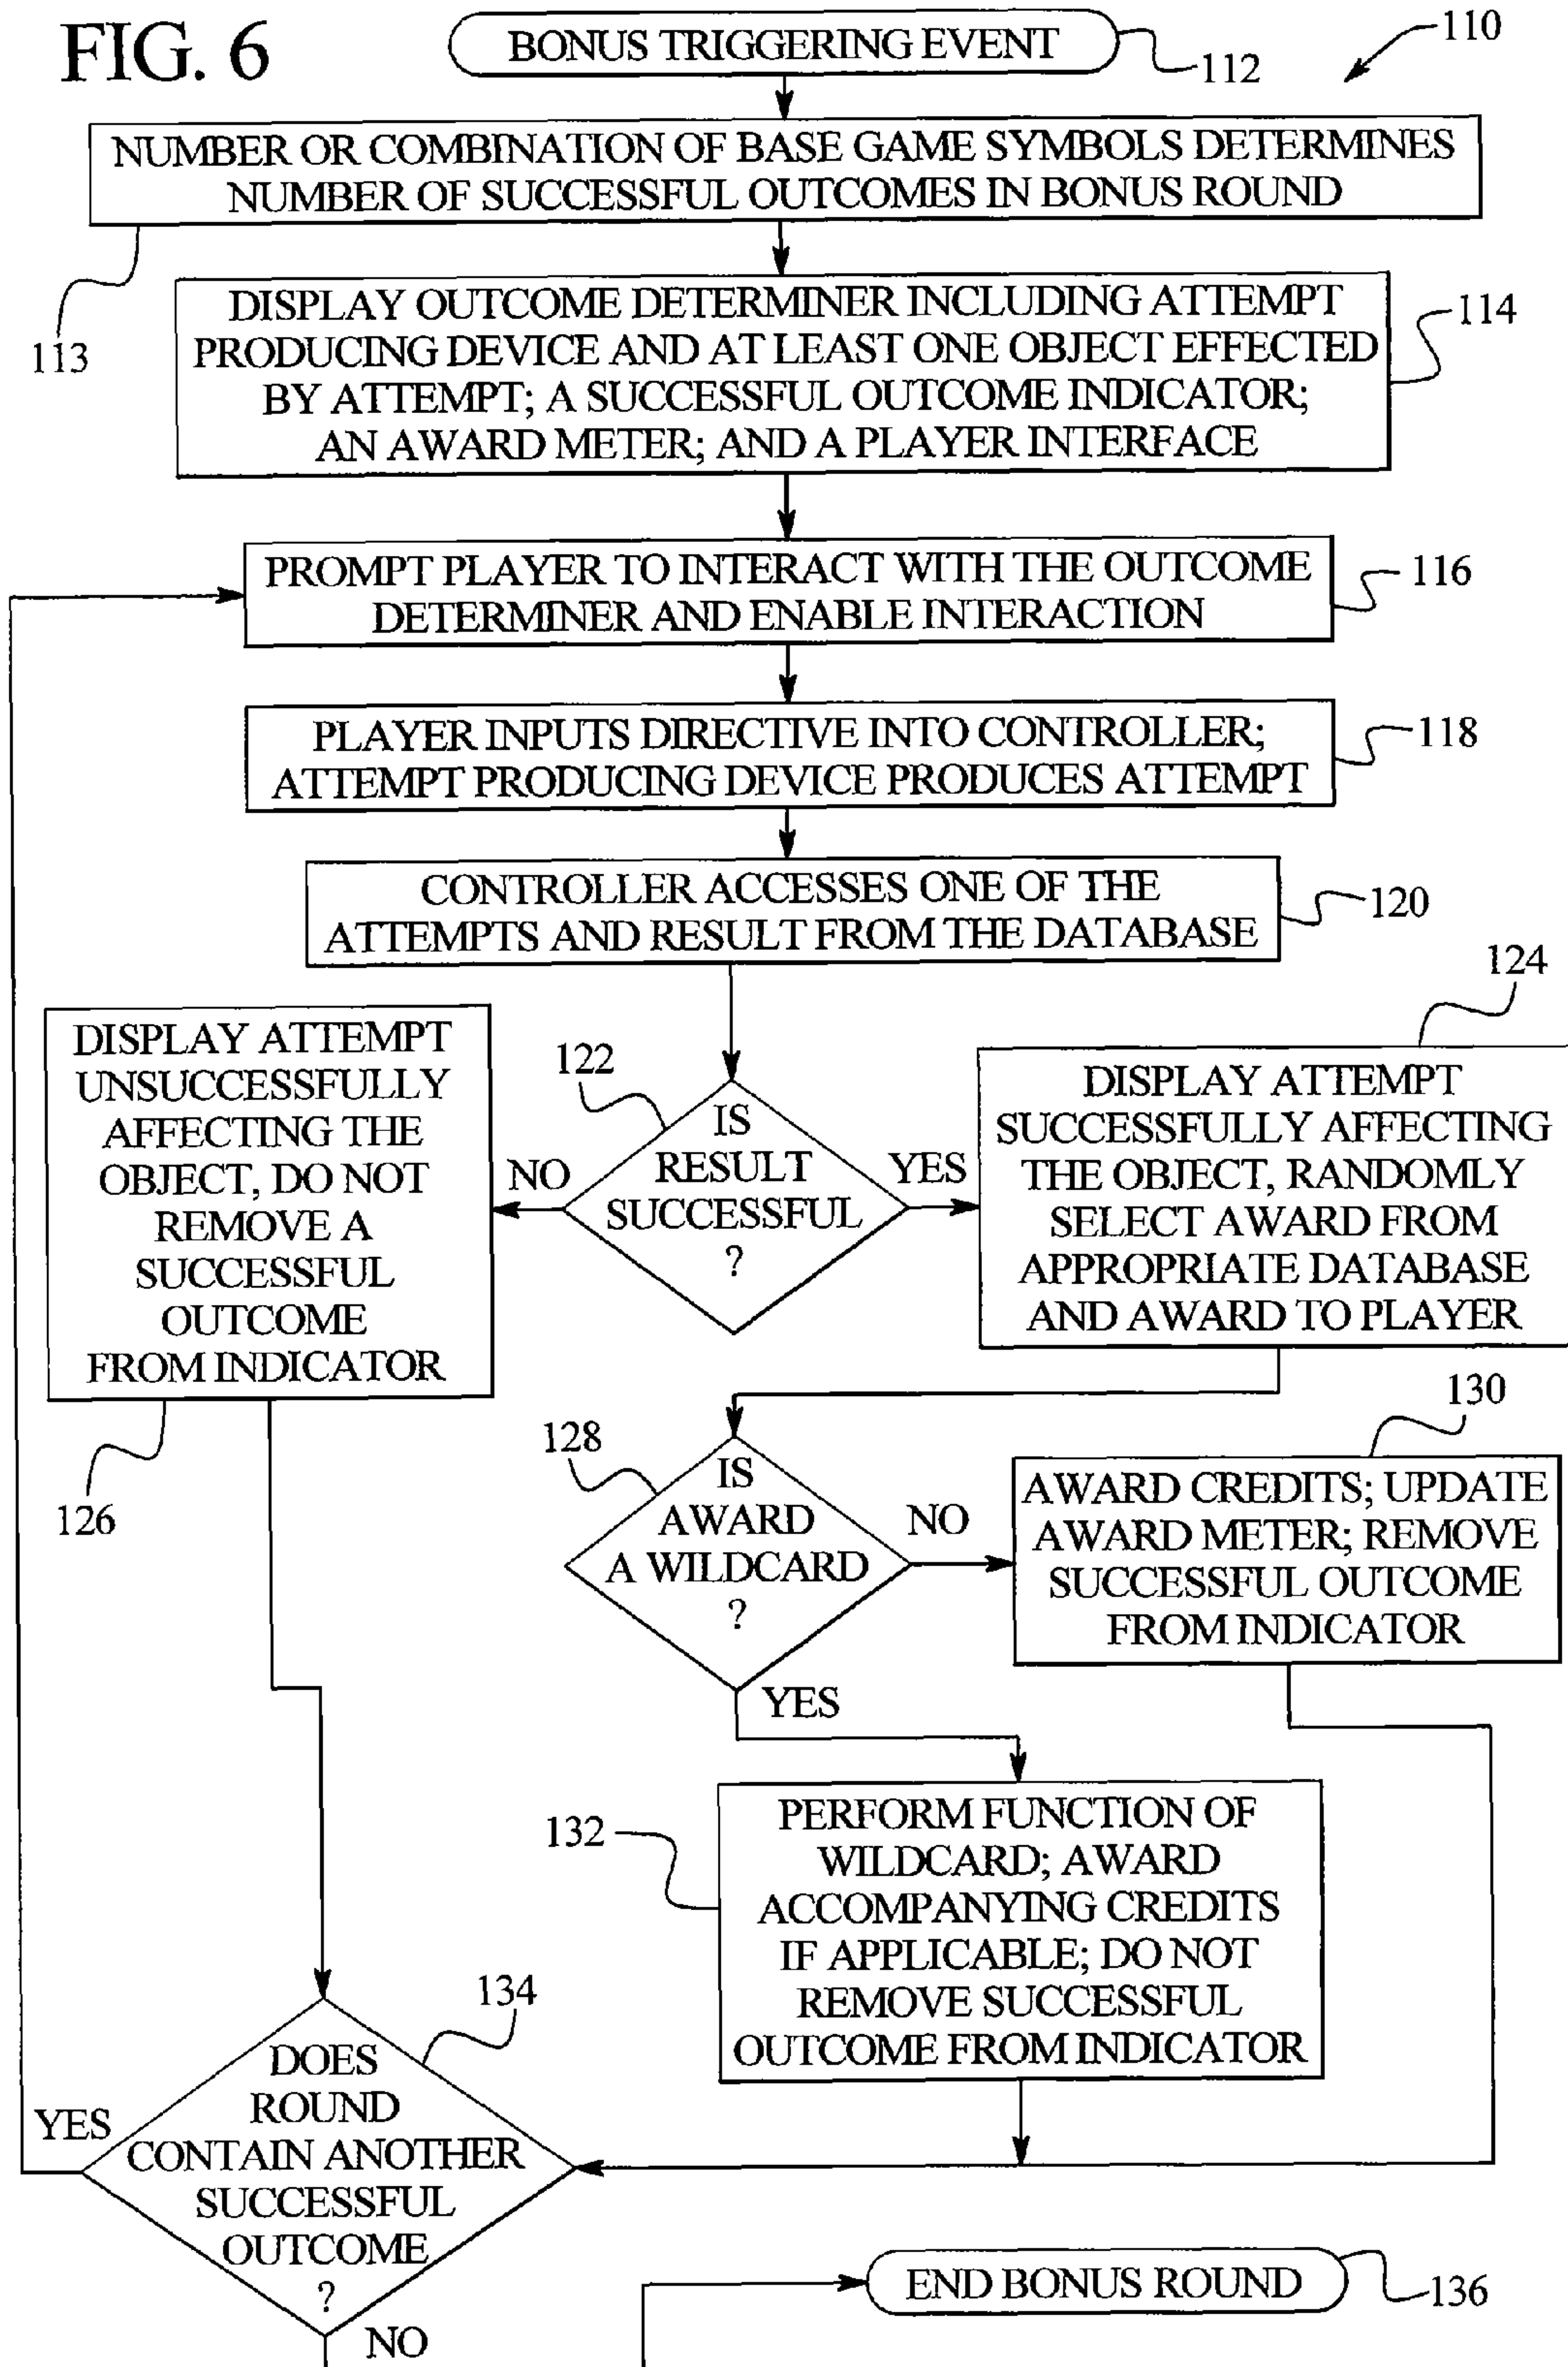 FIG. 6
BONUS TRIGGERING EVENT
112
110
NUMBER OR COMBINATION OF BASE GAME SYMBOLS DETERMINES
NUMBER OF SUCCESSFUL OUTCOMES IN BONUS ROUND
113
DISPLAY OUTCOME DETERMINER INCLUDING ATTEMPT
PRODUCING DEVICE AND AT LEAST ONE OBJECT EFFECTED
BY ATTEMPT; A SUCCESSFUL OUTCOME INDICATOR;
AN AWARD METER; AND A PLAYER INTERFACE
114
PROMPT PLAYER TO INTERACT WITH THE OUTCOME
DETERMINER AND ENABLE INTERACTION
116
PLAYER INPUTS DIRECTIVE INTO CONTROLLER;
ATTEMPT PRODUCING DEVICE PRODUCES ATTEMPT
118
CONTROLLER ACCESSES ONE OF THE
ATTEMPTS AND RESULT FROM THE DATABASE
120
122
IS
RESULT
SUCCESSFUL
?
NO
YES
124
DISPLAY ATTEMPT
SUCCESSFULLY AFFECTING
THE OBJECT, RANDOMLY
SELECT AWARD FROM
APPROPRIATE DATABASE
AND AWARD TO PLAYER
DISPLAY ATTEMPT
UNSUCCESSFULLY
AFFECTING THE
OBJECT, DO NOT
REMOVE A
SUCCESSFUL
OUTCOME
FROM INDICATOR
126
128
IS
AWARD
A WILDCARD
?
NO
YES
130
AWARD CREDITS; UPDATE
AWARD METER; REMOVE
SUCCESSFUL OUTCOME
FROM INDICATOR
132
PERFORM FUNCTION OF
WILDCARD; AWARD
ACCOMPANYING CREDITS
IF APPLICABLE; DO NOT
REMOVE SUCCESSFUL
OUTCOME FROM INDICATOR
134
DOES
ROUND
CONTAIN ANOTHER
SUCCESSFUL
OUTCOME
?
YES
NO
END BONUS ROUND
136